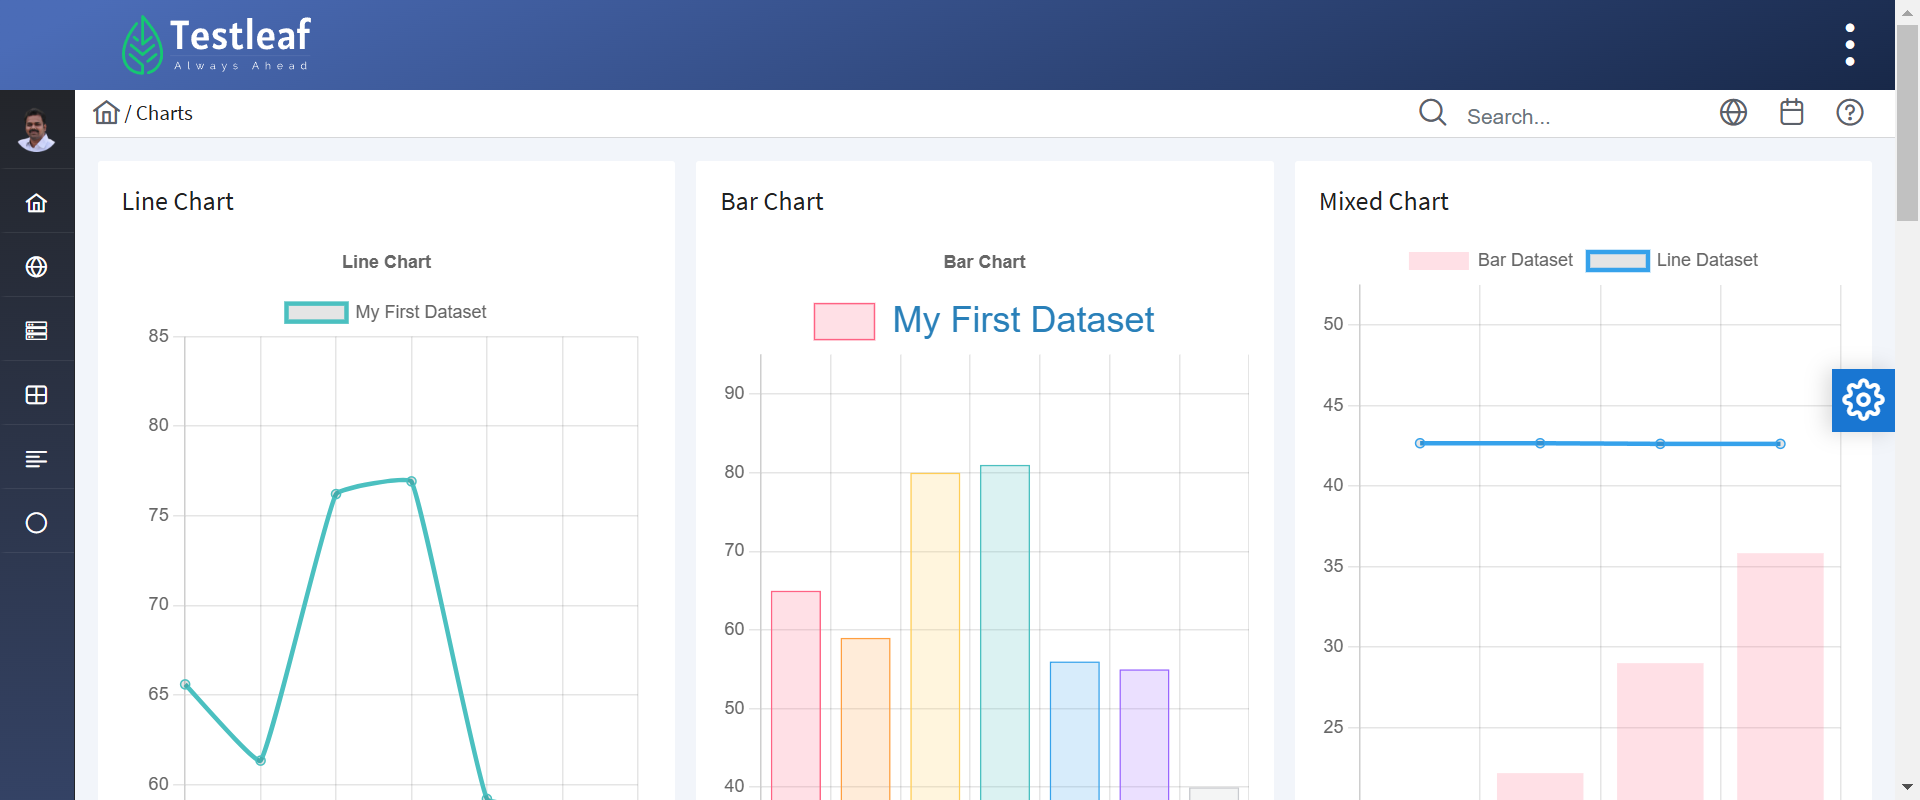 Testleaf
Always Ahead
/ Charts
Search...
Line Chart
Line Chart
My First Dataset
85
80
75
70
65
60
Bar Chart
Bar Chart
My First Dataset
90
80
70
60
50
40
Mixed Chart
Bar Dataset
Line Dataset
50
45
40
35
30
25